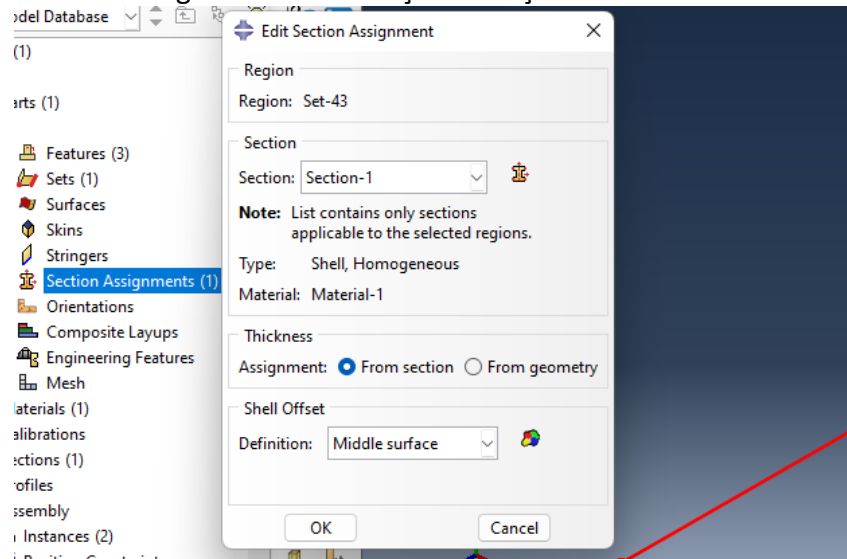 odel Database
Edit Section Assignment
(1)
Region
Region: Set-43
arts (1)
Features (3)
Section
Sets (1)
Section: Section-1
Surfaces
Note: List contains only sections
Skins
applicable to the selected regions.
Stringers
Type: Shell, Homogeneous
Section Assignments (1)
Material: Material-1
Orientations
Composite Layups
Thickness
Engineering Features
Assignment: From section From geometry
Mesh
laterials (1)
Shell Offset
alibrations
Definition: Middle surface
ections (1)
rofiles
ssembly
OK Cancel
Instances (2)